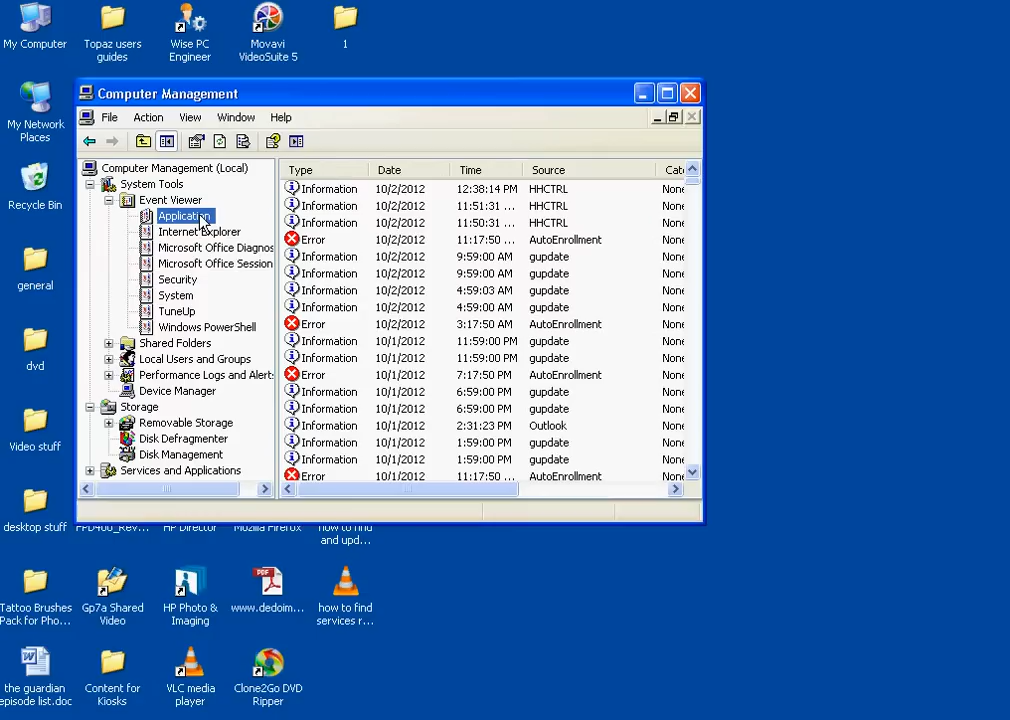 My Computer
Topaz users
guides
Wise PC
Engineer
Movavi
VideoSuite 5
1
My Network
Places
Recycle Bin
general
dvd
Video stuff
desktop stuff
Computer Management
File Action View Window Help
Computer Management (Local)
System Tools
Event Viewer
Application
Internet Explorer
Microsoft Office Diagnos
Microsoft Office Session
Security
System
TuneUp
Windows PowerShell
Shared Folders
Local Users and Groups
Performance Logs and Alert
Device Manager
Storage
Removable Storage
Disk Defragmenter
Disk Management
Services and Applications
Type Date Time Source Cate
Information 10/2/2012 12:38:14 PM HHCTRL None
Information 10/2/2012 11:51:31 ... HHCTRL None
Information 10/2/2012 11:50:31 ... HHCTRL None
Error 10/2/2012 11:17:50 ... AutoEnrollment None
Information 10/2/2012 9:59:00 AM gupdate None
Information 10/2/2012 9:59:00 AM gupdate None
Information 10/2/2012 4:59:03 AM gupdate None
Information 10/2/2012 4:59:00 AM gupdate None
Error 10/2/2012 3:17:50 AM AutoEnrollment None
Information 10/1/2012 11:59:00 PM gupdate None
Information 10/1/2012 11:59:00 PM gupdate None
Error 10/1/2012 7:17:50 PM AutoEnrollment None
Information 10/1/2012 6:59:00 PM gupdate None
Information 10/1/2012 6:59:00 PM gupdate None
Information 10/1/2012 2:31:23 PM Outlook None
Information 10/1/2012 1:59:00 PM gupdate None
Information 10/1/2012 1:59:00 PM gupdate None
Error 10/1/2012 11:17:50 ... AutoEnrollment None
HP Director
Mozilla Firefox
how to find
and upd...
Tattoo Brushes
Pack for Pho...
Gp7a Shared
Video
HP Photo &
Imaging
PDF
www.dedoim...
how to find
services r...
the guardian
episode list.doc
Content for
Kiosks
VLC media
player
Clone2Go DVD
Ripper